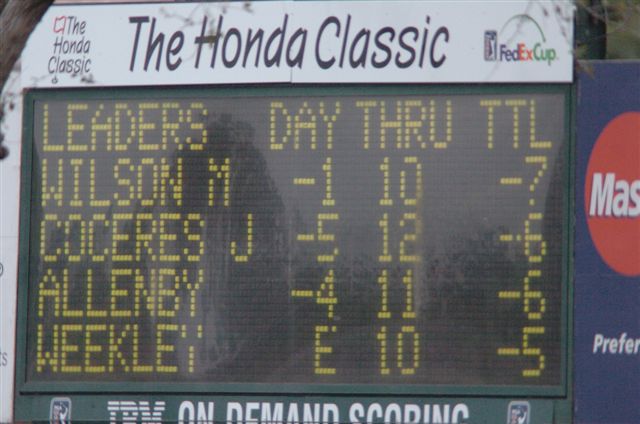 The Honda Classic
The Honda Classic
FedExCup
LEADERS DAY THRU TTL
WILSON M -1 10 -7
COCERES J -5 12 -6
ALLENBY -4 11 -6
WEEKLEY E 10 -5
Mas
Prefer
IBM ON DEMAND SCORING